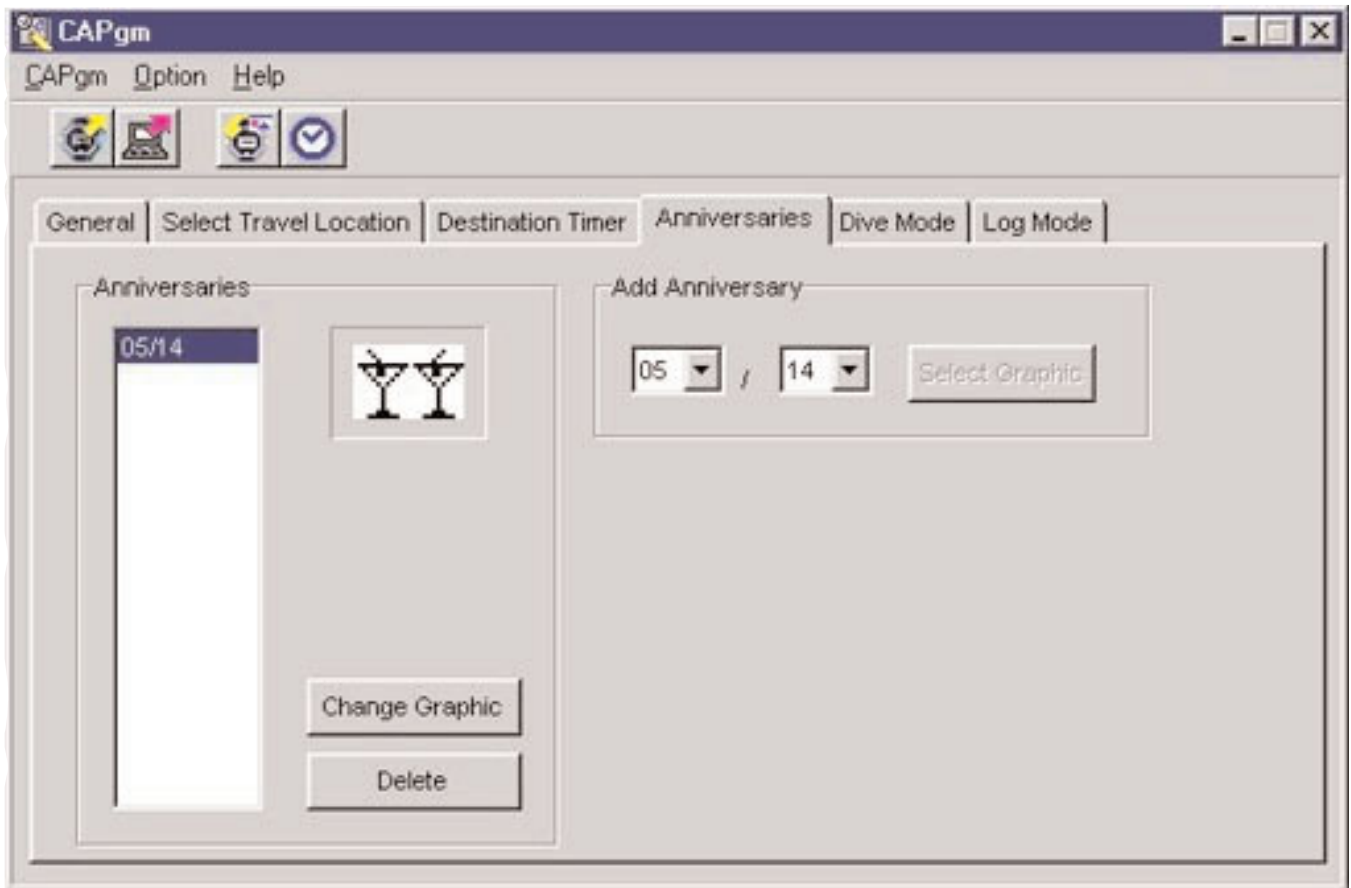 CAPgm
CAPgm Option Help
General Select Travel Location Destination Timer Anniversaries Dive Mode Log Mode
Anniversaries
05/14
Change Graphic
Delete
Add Anniversary
05 / 14 Select Graphic